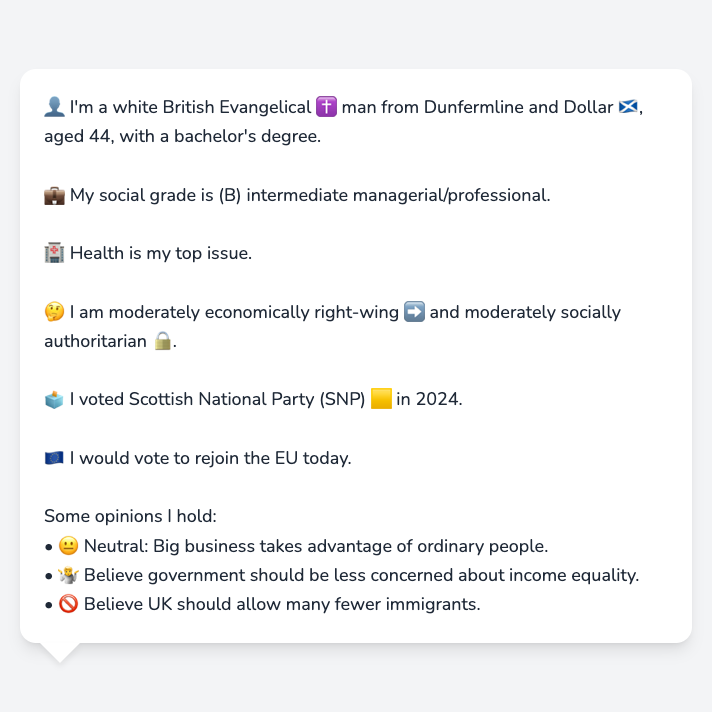 👤 I'm a white British Evangelical ✝️ man from Dunfermline and Dollar 🏴󠁧󠁢󠁳󠁣󠁴󠁿,
aged 44, with a bachelor's degree.
💼 My social grade is (B) intermediate managerial/professional.
🏥 Health is my top issue.
🤔 I am moderately economically right-wing ➡️ and moderately socially
authoritarian 🔒.
🗳️ I voted Scottish National Party (SNP) 🟨 in 2024.
🇪🇺 I would vote to rejoin the EU today.
Some opinions I hold:
• 😐 Neutral: Big business takes advantage of ordinary people.
• 🤷 Believe government should be less concerned about income equality.
• 🚫 Believe UK should allow many fewer immigrants.